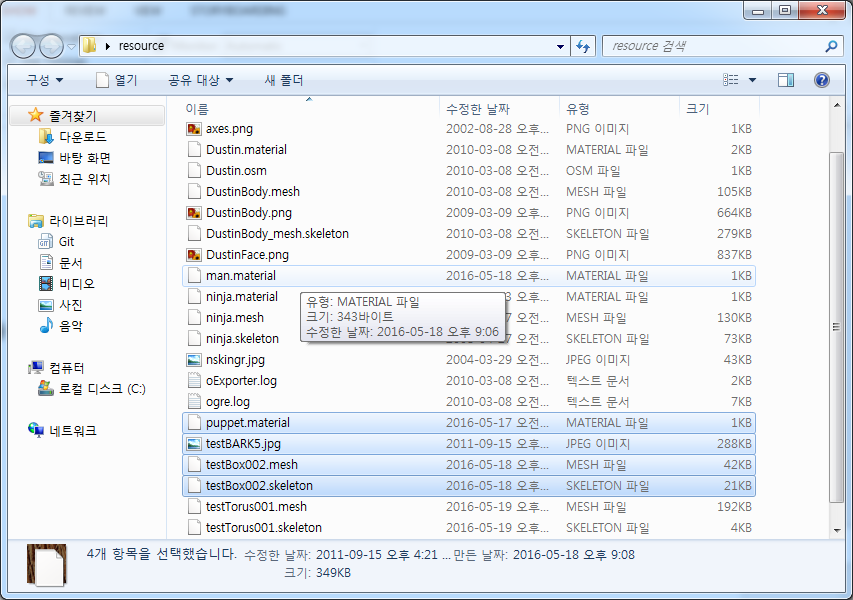 resource
resource 검색
구성 열기 공유 대상 새 폴더
이름 수정한 날짜 유형 크기
즐겨찾기
다운로드
바탕 화면
최근 위치
라이브러리
Git
문서
비디오
사진
음악
컴퓨터
로컬 디스크 (C:)
네트워크
axes.png 2002-08-28 오후... PNG 이미지 1KB
Dustin.material 2010-03-08 오전... MATERIAL 파일 2KB
Dustin.osm 2010-03-08 오전... OSM 파일 1KB
DustinBody.mesh 2010-03-08 오전... MESH 파일 105KB
DustinBody.png 2009-03-09 오전... PNG 이미지 664KB
DustinBody_mesh.skeleton 2010-03-08 오전... SKELETON 파일 279KB
DustinFace.png 2009-03-09 오전... PNG 이미지 837KB
man.material 2016-05-18 오후... MATERIAL 파일 1KB
ninja.material 오후... MATERIAL 파일 1KB
ninja.mesh 오후... MESH 파일 130KB
ninja.skeleton 오후... SKELETON 파일 73KB
nskingr.jpg 2004-03-29 오전... JPEG 이미지 43KB
oExporter.log 2010-03-08 오전... 텍스트 문서 2KB
ogre.log 2010-03-08 오후... 텍스트 문서 7KB
puppet.material 2016-05-17 오후... MATERIAL 파일 1KB
testBARK5.jpg 2011-09-15 오후... JPEG 이미지 288KB
testBox002.mesh 2016-05-18 오후... MESH 파일 42KB
testBox002.skeleton 2016-05-18 오후... SKELETON 파일 21KB
testTorus001.mesh 2016-05-19 오후... MESH 파일 192KB
testTorus001.skeleton 2016-05-19 오후... SKELETON 파일 4KB
유형: MATERIAL 파일
크기: 343바이트
수정한 날짜: 2016-05-18 오후 9:06
4개 항목을 선택했습니다. 수정한 날짜: 2011-09-15 오후 4:21 ... 만든 날짜: 2016-05-18 오후 9:08
크기: 349KB